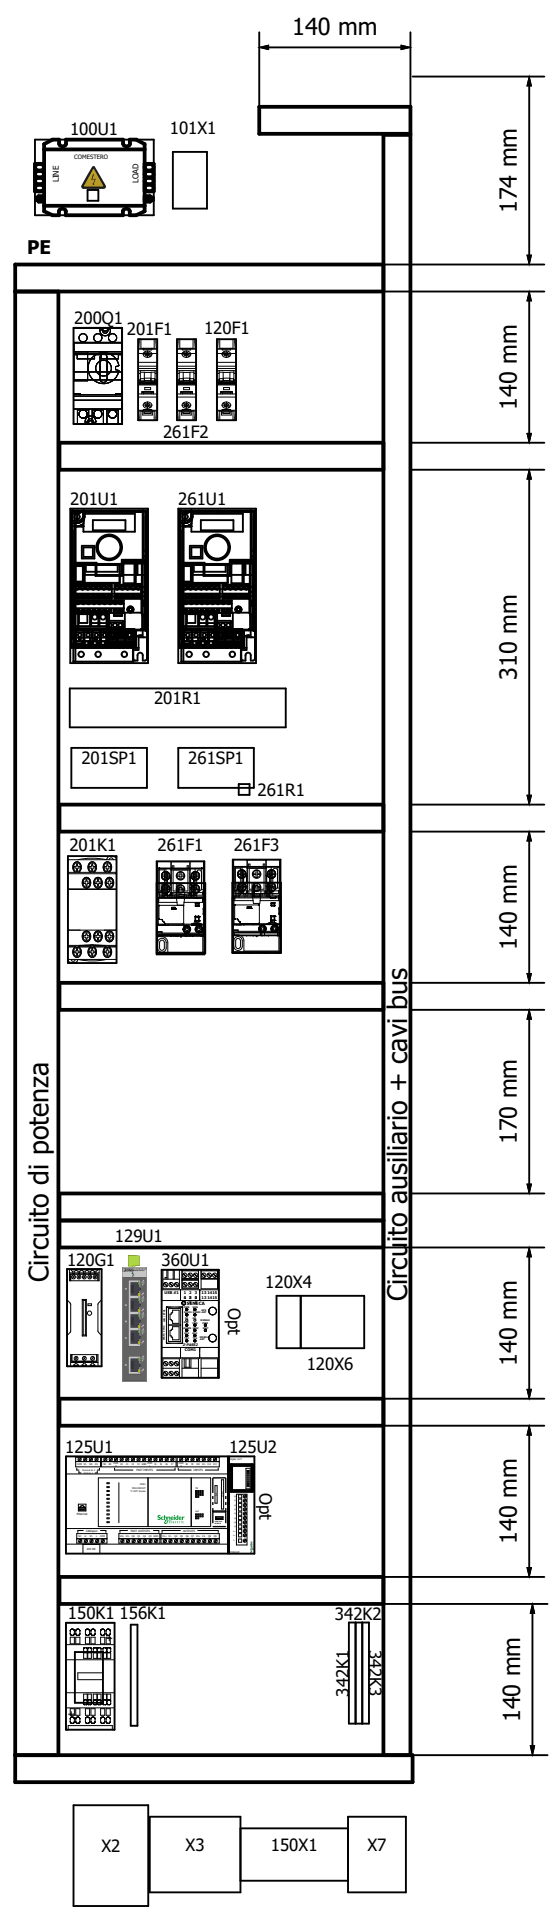 140 mm
100U1
101X1
COMESTERO
LINE
LOAD
174 mm
PE
200Q1
201F1
120F1
261F2
140 mm
201U1
261U1
310 mm
201R1
201SP1
261SP1
261R1
201K1
261F1
261F3
140 mm
Circuito di potenza
Circuito ausiliario + cavi bus
170 mm
129U1
120G1
360U1
SENECA
COM1
Opt
120X4
120X6
140 mm
125U1
125U2
Schneider
Electric
Opt
140 mm
150K1
156K1
342K2
342K1
342K3
140 mm
X2
X3
150X1
X7